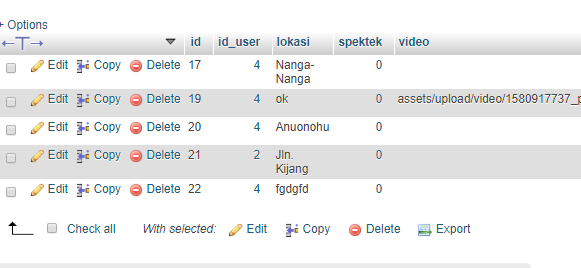 + Options
←T→ id id_user lokasi spektek video
Edit Copy Delete 17 4 Nanga-
Nanga 0
Edit Copy Delete 19 4 ok 0 assets/upload/video/1580917737_p
Edit Copy Delete 20 4 Anuonohu 0
Edit Copy Delete 21 2 Jln.
Kijang 0
Edit Copy Delete 22 4 fgdgfd 0
Check all With selected: Edit Copy Delete Export